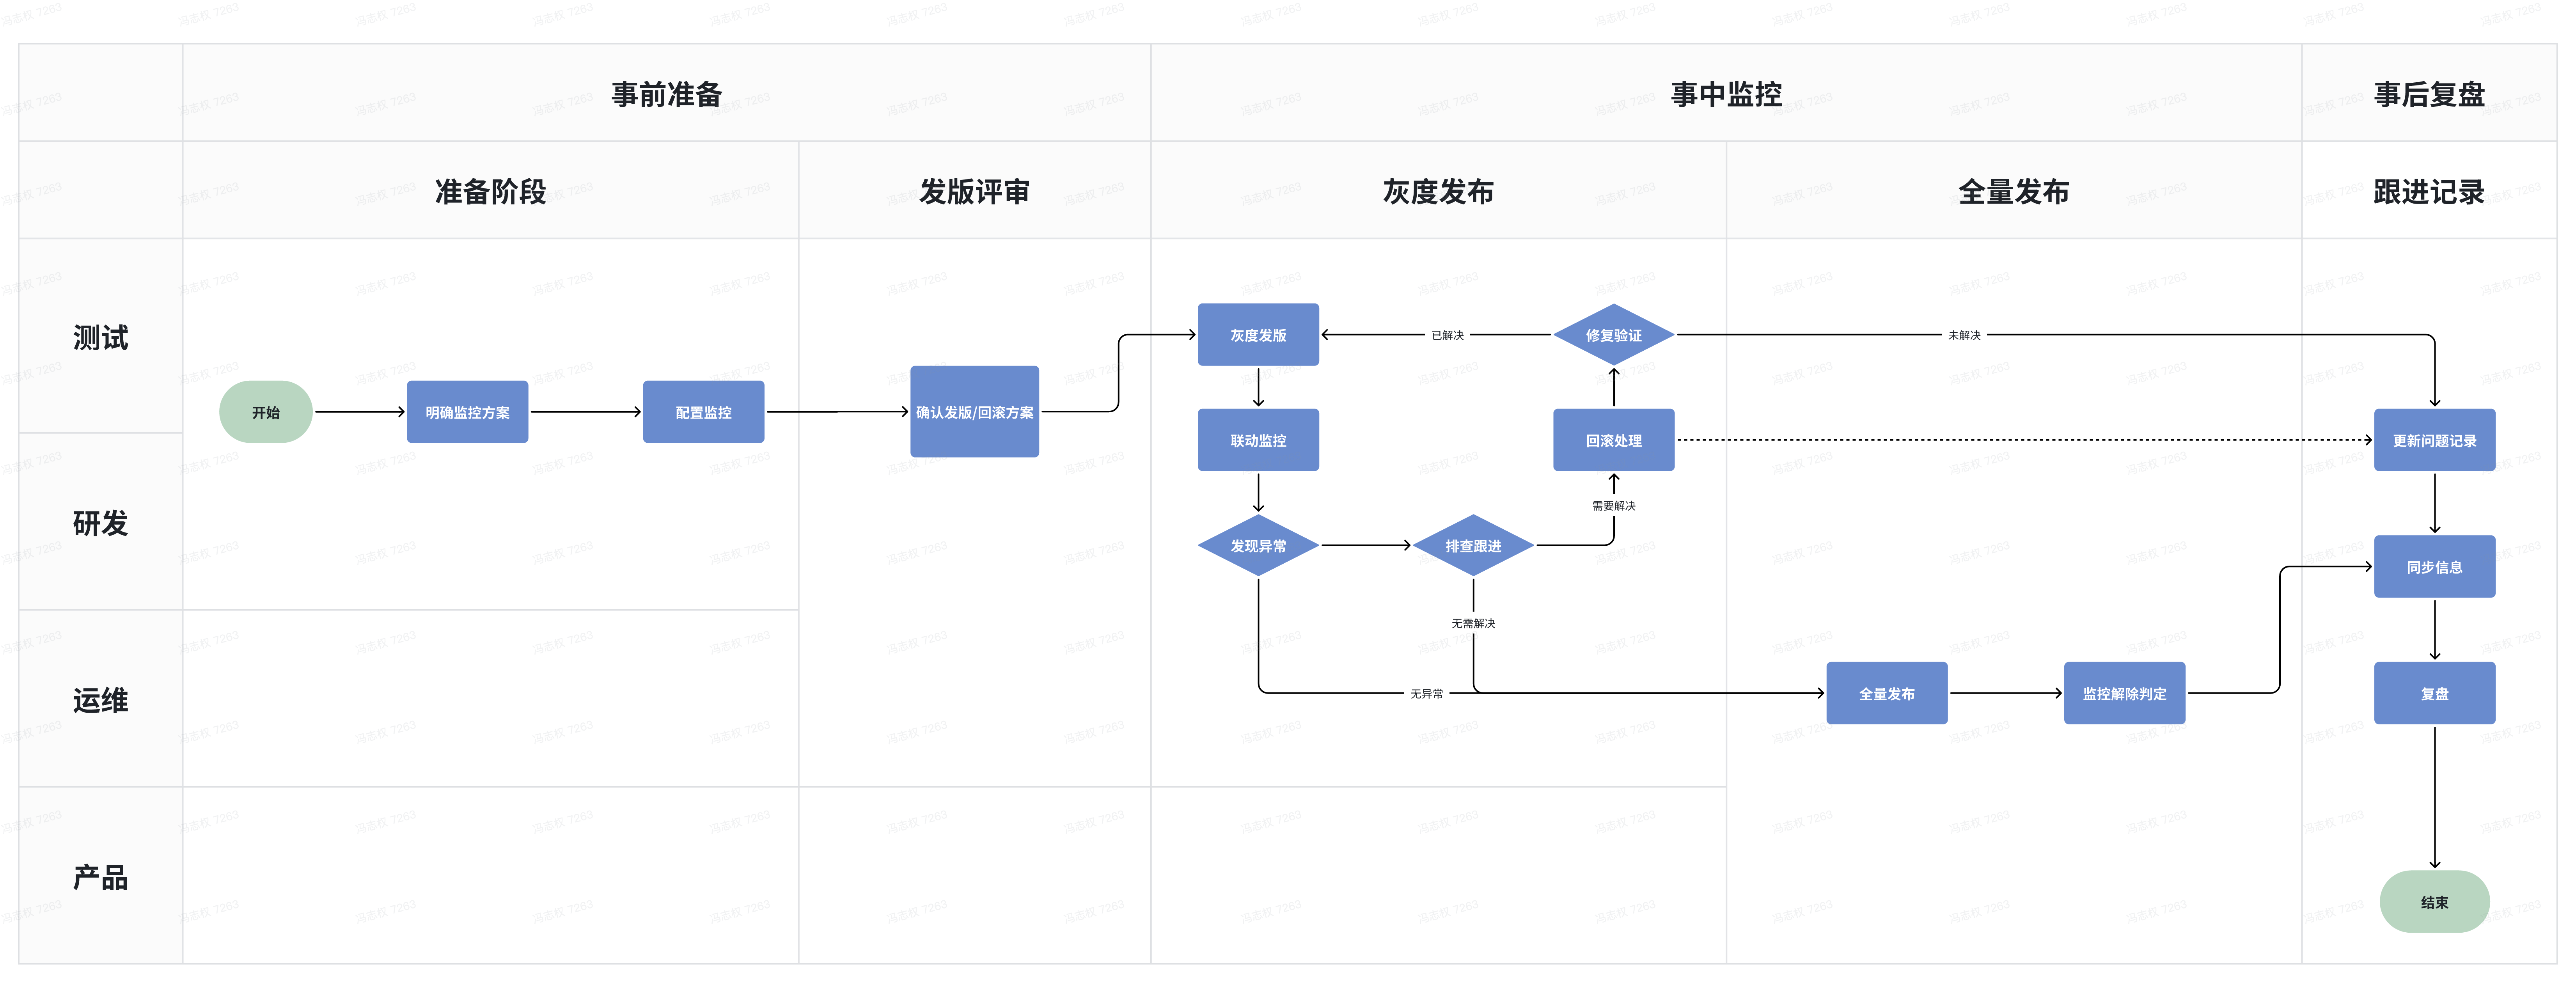 事前准备
事中监控
事后复盘
准备阶段
发版评审
灰度发布
全量发布
跟进记录
测试
研发
运维
产品
开始
明确监控方案
配置监控
确认发版/回滚方案
灰度发版
已解决
修复验证
未解决
联动监控
回滚处理
更新问题记录
需要解决
发现异常
排查跟进
同步信息
无需解决
无异常
全量发布
监控解除判定
复盘
结束
冯志权 7263